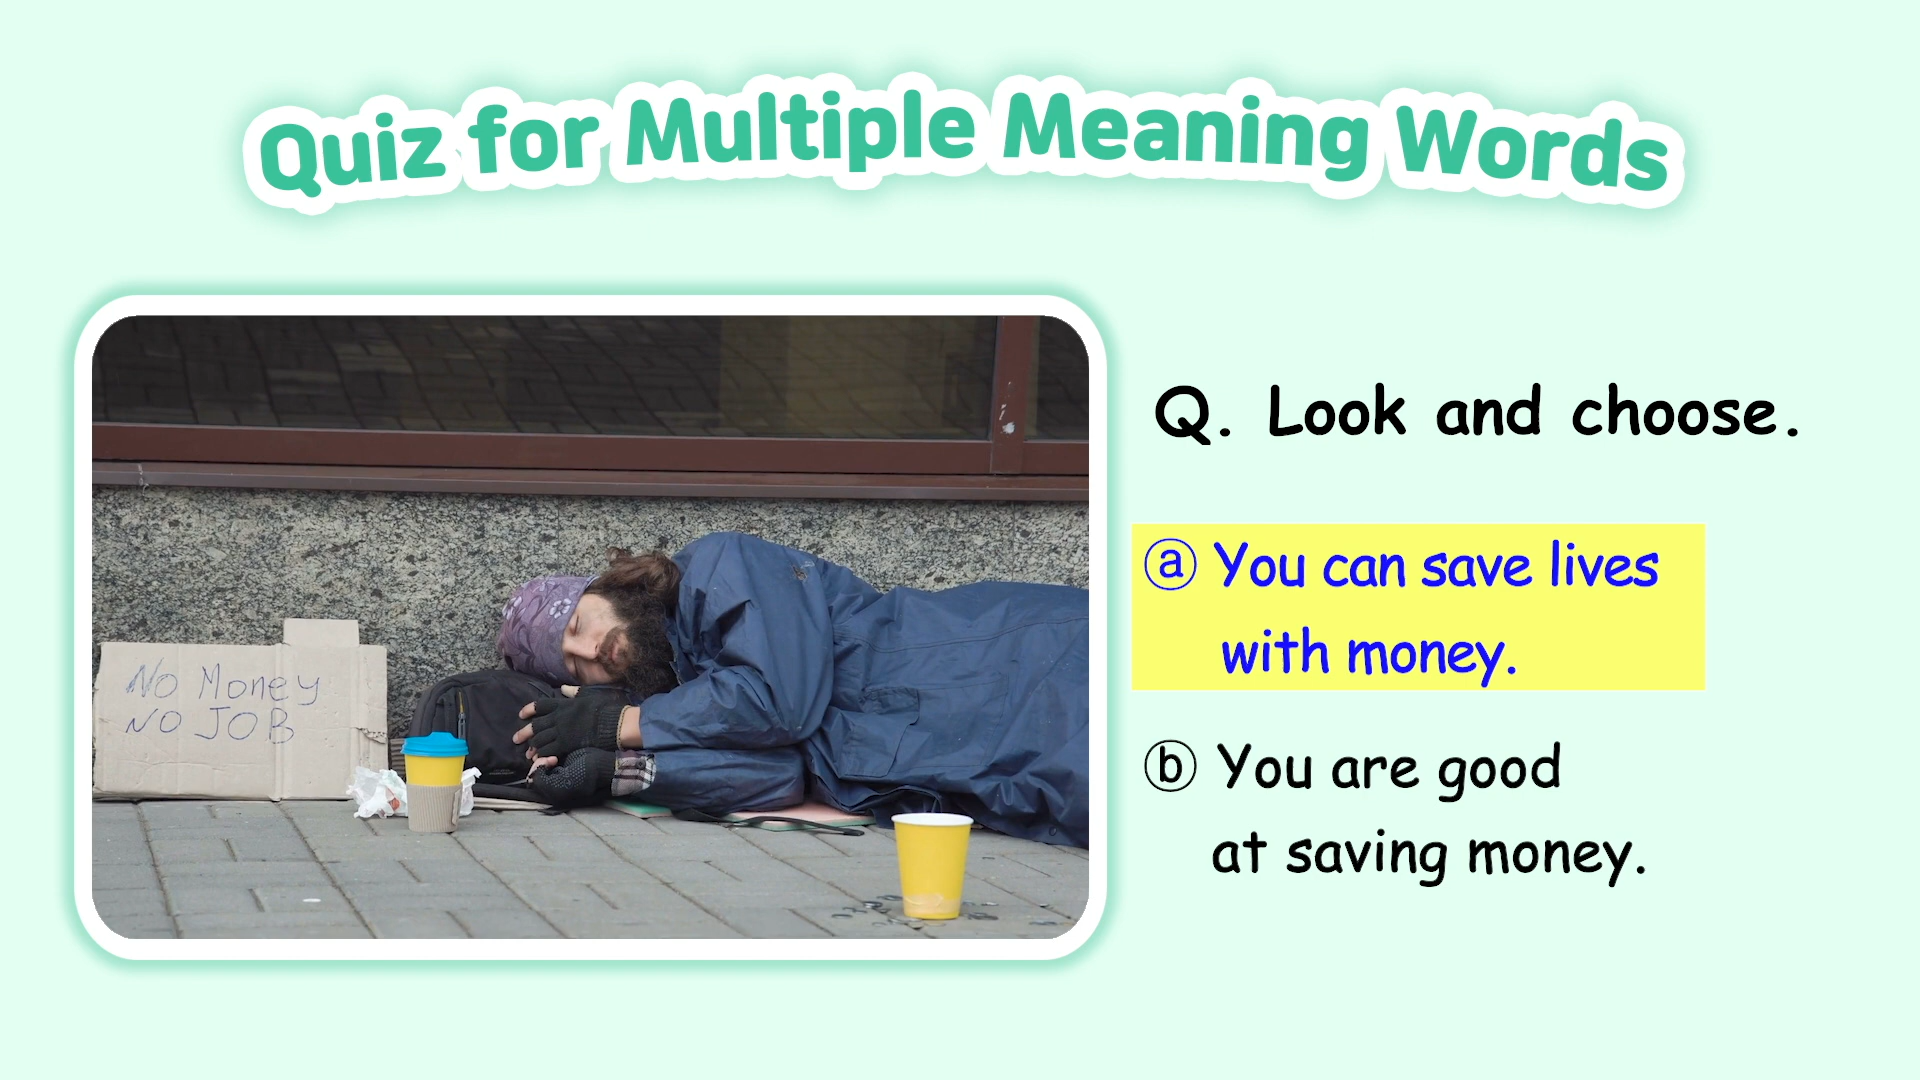 Quiz for Multiple Meaning Words
No Money
NO JOB
Q. Look and choose.
ⓐ You can save lives
with money.
ⓑ You are good
at saving money.